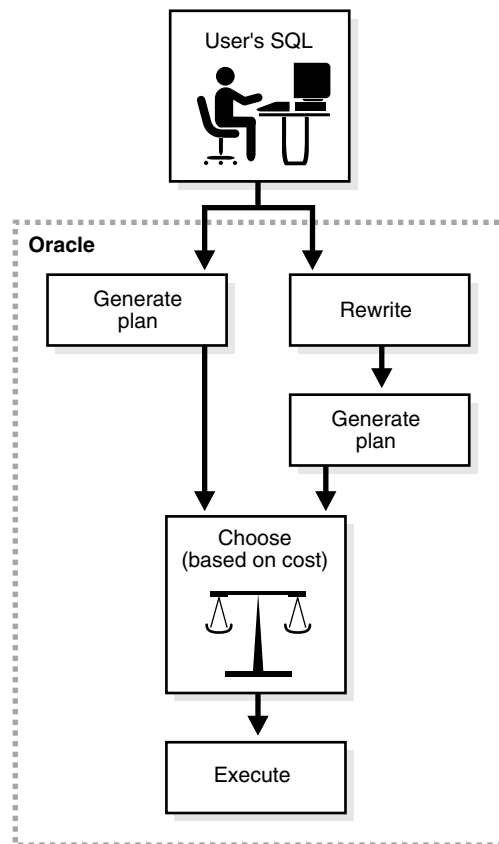 User's SQL
Oracle
Generate
plan
Rewrite
Generate
plan
Choose
(based on cost)
Execute